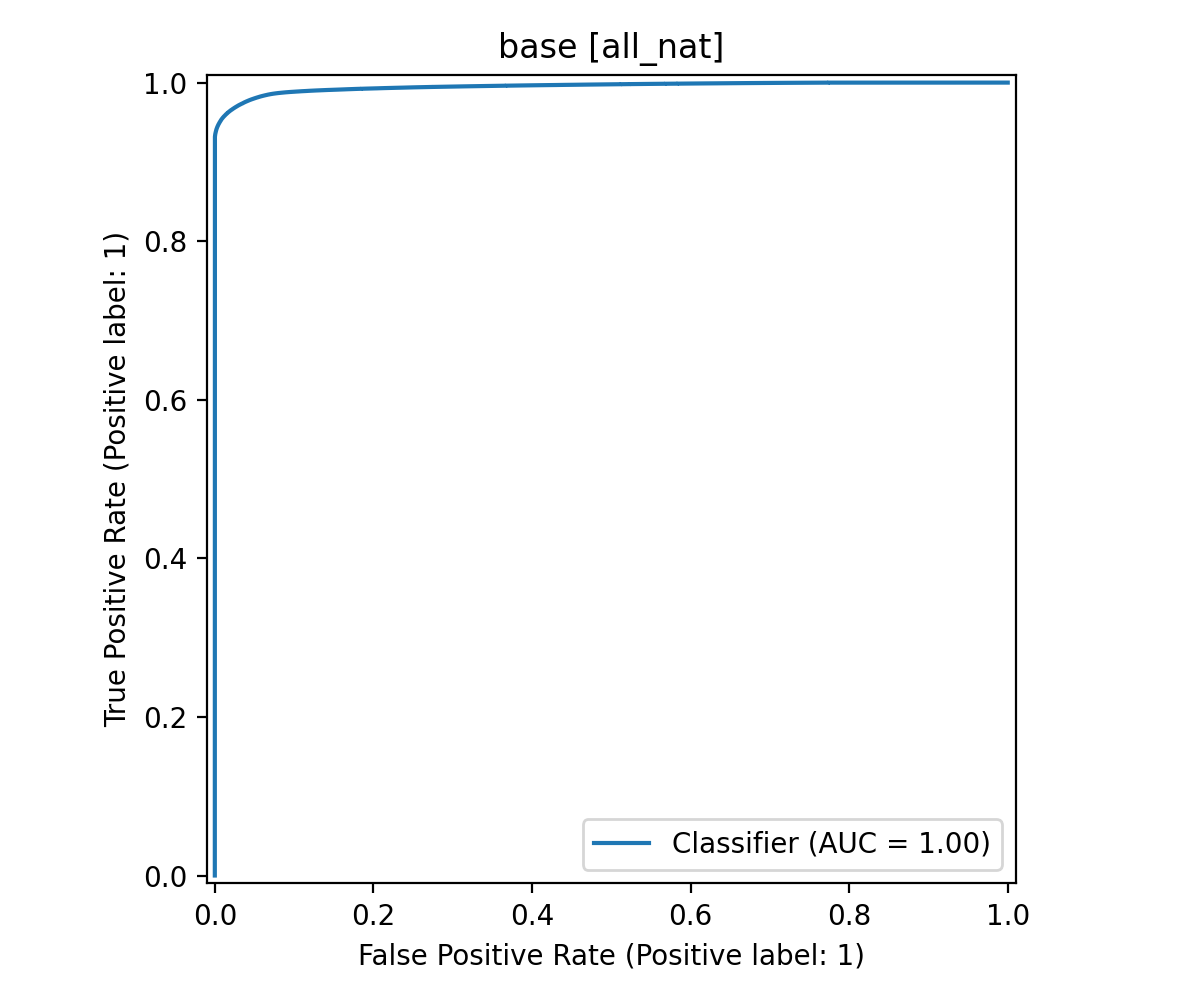 base [all_nat]
1.0
0.8
0.6
0.4
0.2
0.0
True Positive Rate (Positive label: 1)
Classifier (AUC = 1.00)
0.0 0.2 0.4 0.6 0.8 1.0
False Positive Rate (Positive label: 1)